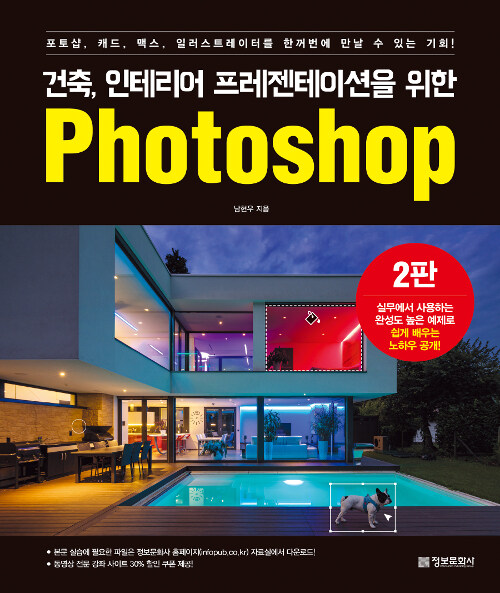 포토샵, 캐드, 맥스, 일러스트레이터를 한꺼번에 만날 수 있는 기회!
건축, 인테리어 프레젠테이션을 위한
Photoshop
남현우 지음
2판
실무에서 사용하는
완성도 높은 예제로
쉽게 배우는
노하우 공개!
● 본문 실습에 필요한 파일은 정보문화사 홈페이지(infopub.co.kr) 자료실에서 다운로드!
● 동영상 전문 강좌 사이트 30% 할인 쿠폰 제공!
정보문화사